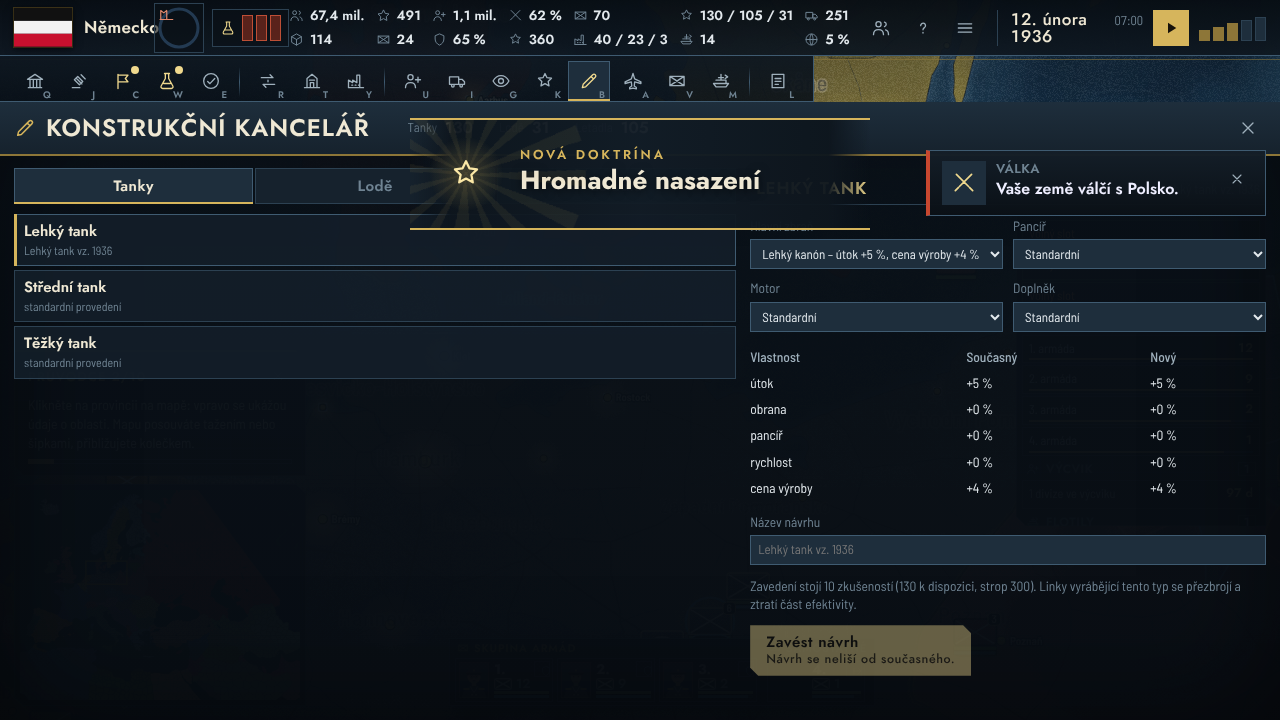 Německo
67,4 mil.
491
1,1 mil.
62 %
70
130 / 105 / 31
251
114
24
65 %
360
40 / 23 / 3
14
5 %
?
12. února
1936
07:00
Q
J
C
W
E
R
T
Y
U
I
G
K
B
A
V
M
L
KONSTRUKČNÍ KANCELÁŘ
Tanky
NOVÁ DOKTRÍNA
Hromadné nasazení
VÁLKA
Vaše země válčí s Polskem.
Tanky
Lodě
LEHKÝ TANK
Lehký tank
Lehký tank vz. 1936
Střední tank
standardní provedení
Těžký tank
standardní provedení
Pancíř
Lehký kanón – útok +5 %, cena výroby +4 %
Standardní
Motor
Doplněk
Standardní
Standardní
Vlastnost
Současný
Nový
útok
+5 %
+5 %
obrana
+0 %
+0 %
pancíř
+0 %
+0 %
rychlost
+0 %
+0 %
cena výroby
+4 %
+4 %
Název návrhu
Lehký tank vz. 1936
Zavedení stojí 10 zkušeností (130 k dispozici, strop 300). Linky vyrábějící tento typ se přezbrojí a
ztratí část efektivity.
Zavést návrh
Návrh se neliší od současného.